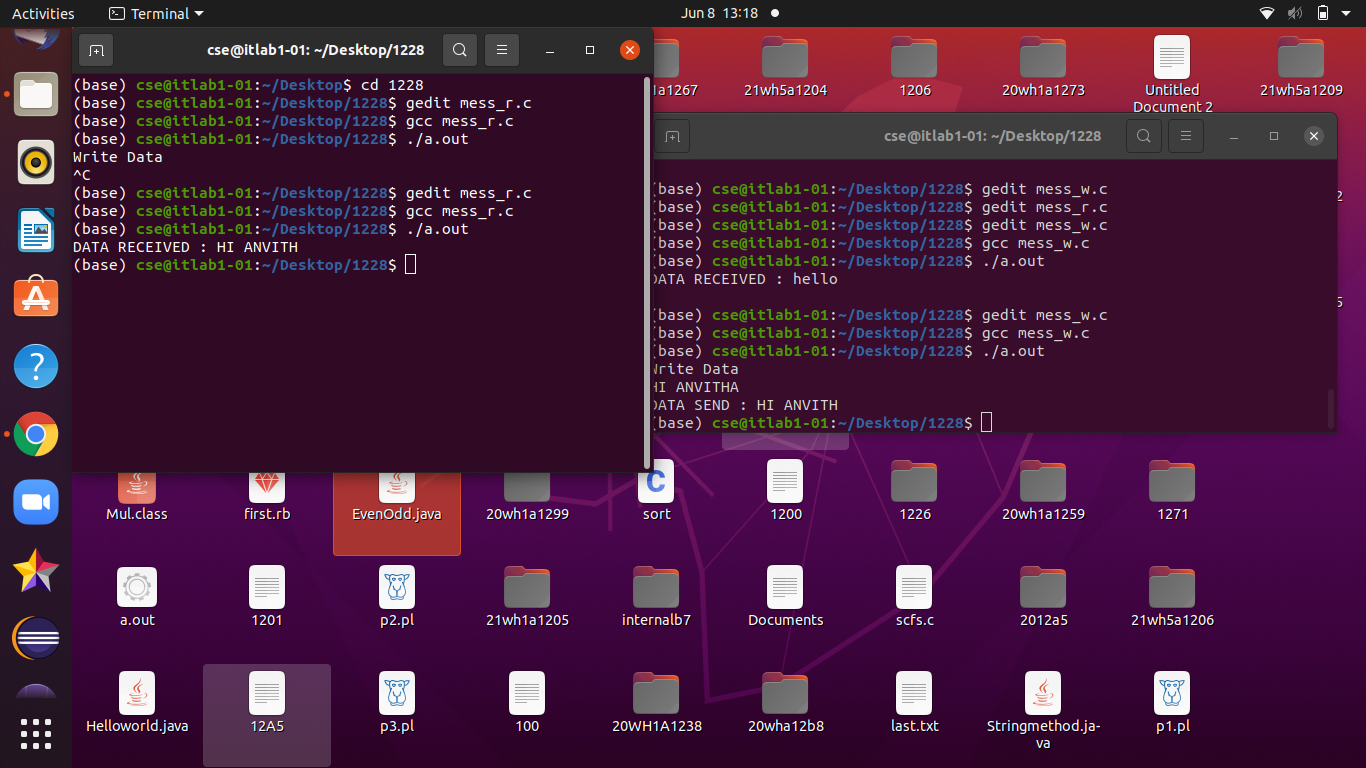 Activities
Terminal
Jun 8 13:18
cse@itlab1-01: ~/Desktop/1228
(base) cse@itlab1-01:~/Desktop$ cd 1228
(base) cse@itlab1-01:~/Desktop/1228$ gedit mess_r.c
(base) cse@itlab1-01:~/Desktop/1228$ gcc mess_r.c
(base) cse@itlab1-01:~/Desktop/1228$ ./a.out
Write Data
^C
(base) cse@itlab1-01:~/Desktop/1228$ gedit mess_r.c
(base) cse@itlab1-01:~/Desktop/1228$ gcc mess_r.c
(base) cse@itlab1-01:~/Desktop/1228$ ./a.out
DATA RECEIVED : HI ANVITH
(base) cse@itlab1-01:~/Desktop/1228$
21wh5a1204
1206
20wh1a1273
Untitled
Document 2
21wh5a1209
cse@itlab1-01: ~/Desktop/1228
(base) cse@itlab1-01:~/Desktop/1228$ gedit mess_w.c
(base) cse@itlab1-01:~/Desktop/1228$ gedit mess_r.c
(base) cse@itlab1-01:~/Desktop/1228$ gedit mess_w.c
(base) cse@itlab1-01:~/Desktop/1228$ gcc mess_w.c
(base) cse@itlab1-01:~/Desktop/1228$ ./a.out
DATA RECEIVED : hello
(base) cse@itlab1-01:~/Desktop/1228$ gedit mess_w.c
(base) cse@itlab1-01:~/Desktop/1228$ gcc mess_w.c
(base) cse@itlab1-01:~/Desktop/1228$ ./a.out
Write Data
HI ANVITHA
DATA SEND : HI ANVITH
(base) cse@itlab1-01:~/Desktop/1228$
Mul.class
first.rb
EvenOdd.java
20wh1a1299
sort
1200
1226
20wh1a1259
1271
a.out
1201
p2.pl
21wh1a1205
internalb7
Documents
scfs.c
2012a5
21wh5a1206
Helloworld.java
12A5
p3.pl
100
20WH1A1238
20wha12b8
last.txt
Stringmethod.ja-
va
p1.pl